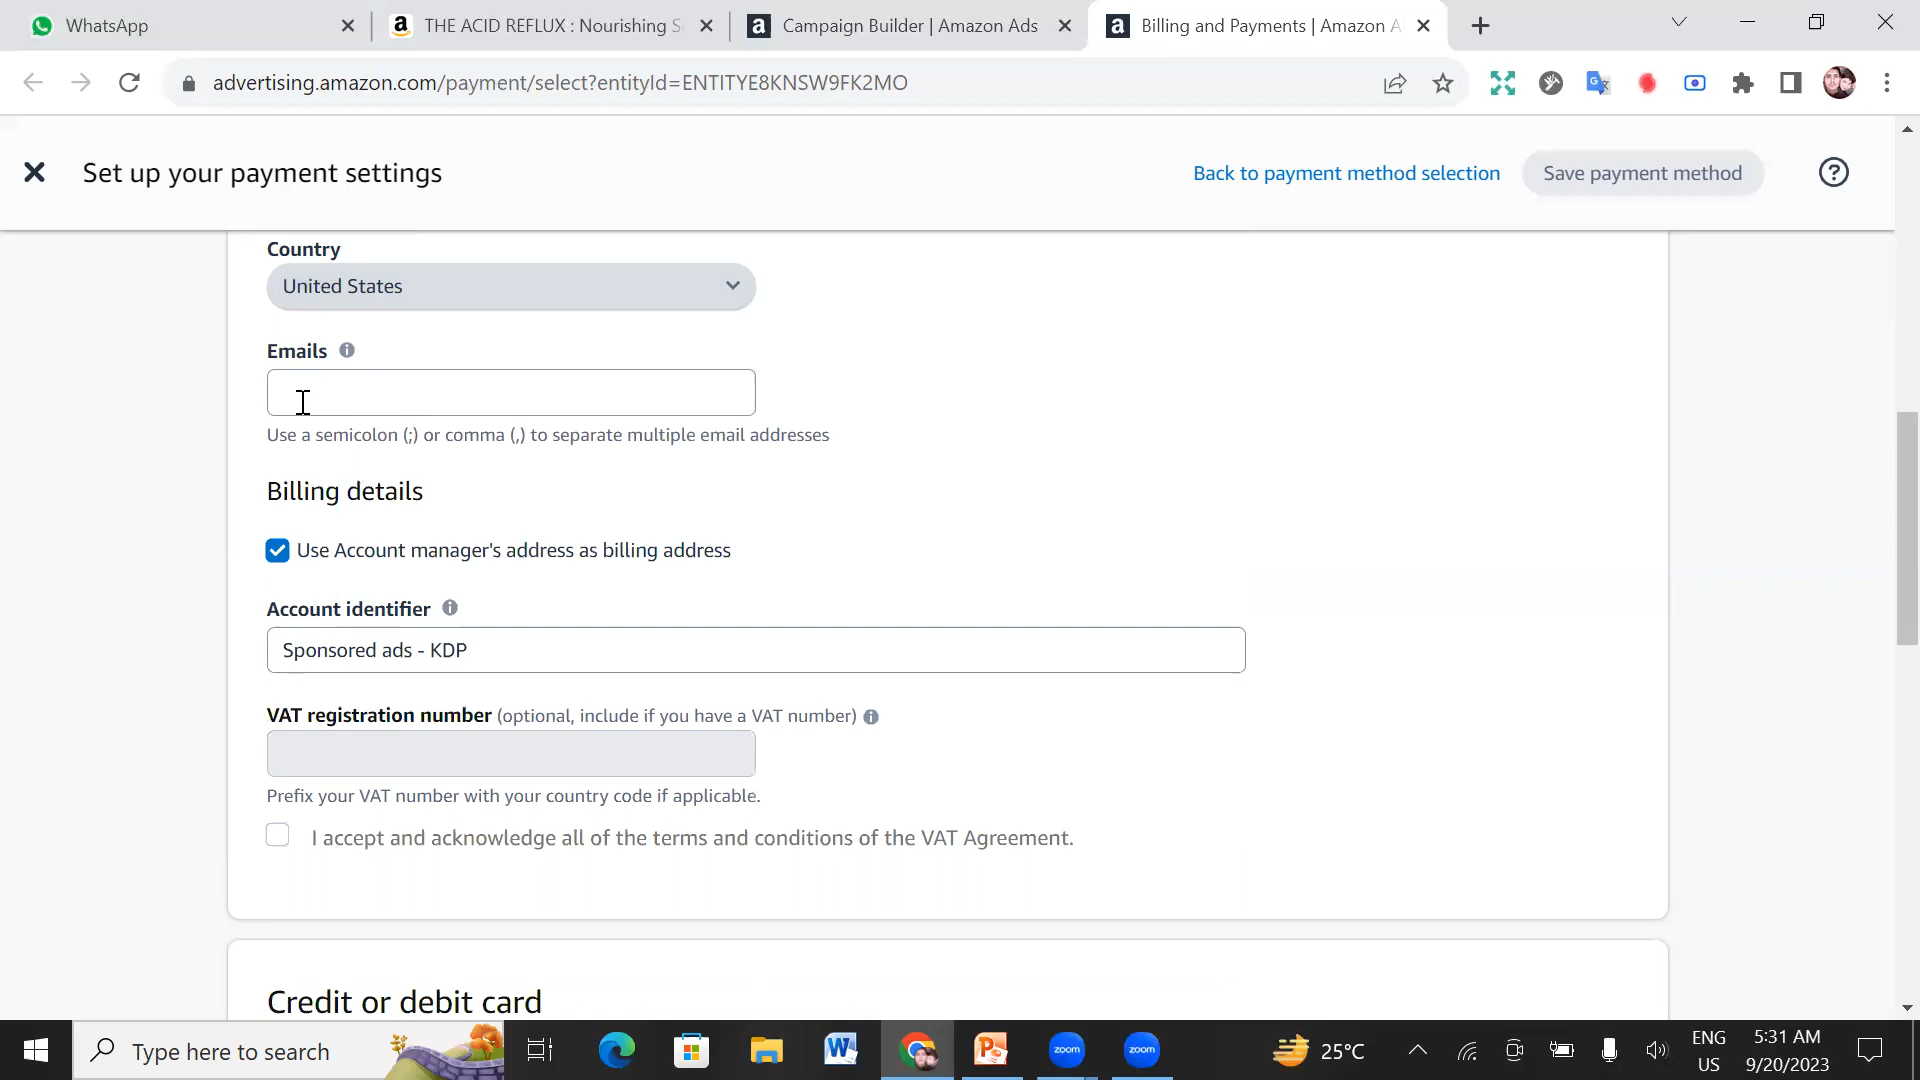 WhatsApp
THE ACID REFLUX : Nourishing S
Campaign Builder | Amazon Ads
Billing and Payments | Amazon A
advertising.amazon.com/payment/select?entityId=ENTITYE8KNSW9FK2MO
Set up your payment settings
Back to payment method selection
Save payment method
Country
United States
Emails
Use a semicolon (;) or comma (,) to separate multiple email addresses
Billing details
Use Account manager's address as billing address
Account identifier
Sponsored ads - KDP
VAT registration number (optional, include if you have a VAT number)
Prefix your VAT number with your country code if applicable.
I accept and acknowledge all of the terms and conditions of the VAT Agreement.
Credit or debit card
Type here to search
zoom
zoom
25°C
ENG
US
5:31 AM
9/20/2023